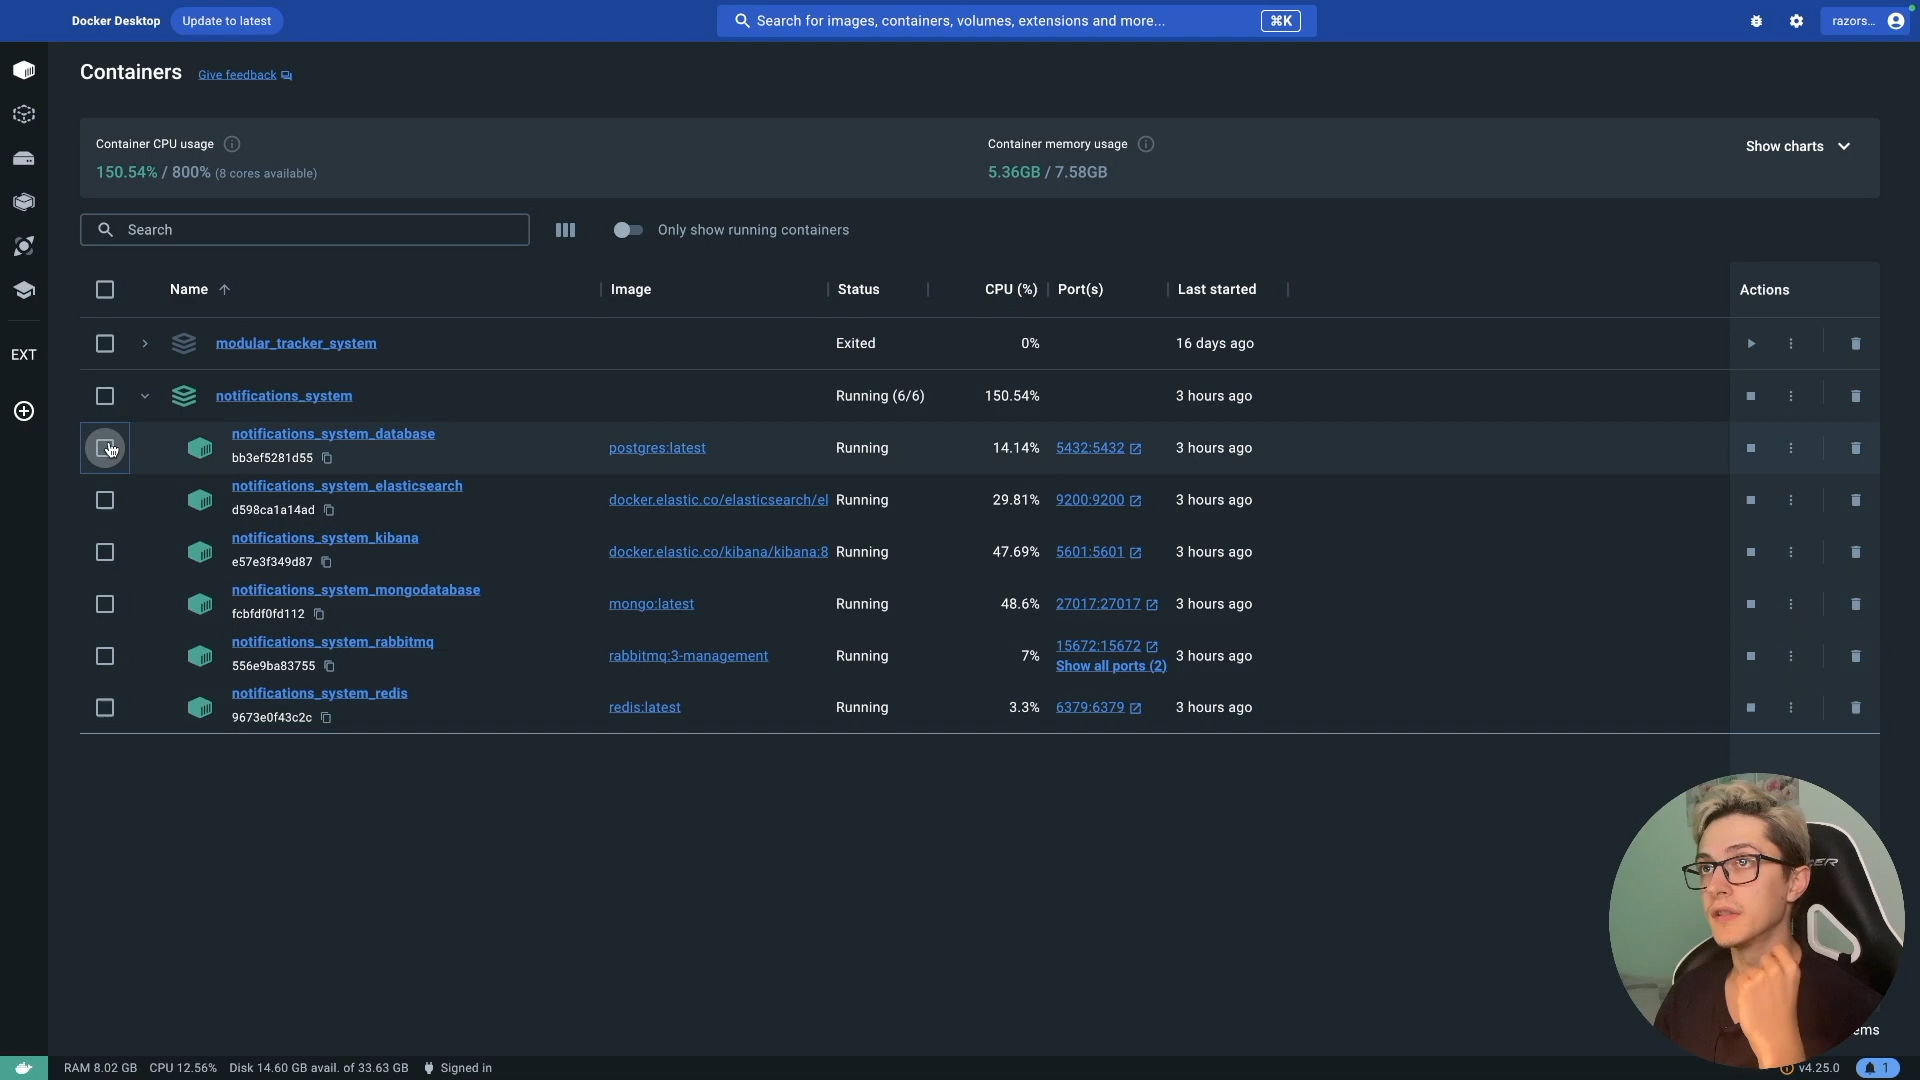 Docker Desktop
Update to latest
Search for images, containers, volumes, extensions and more...
⌘K
razors...
Containers
Give feedback
Container CPU usage
150.54% / 800% (8 cores available)
Container memory usage
5.36GB / 7.58GB
Show charts
Search
Only show running containers
EXT
Name Image Status CPU (%) Port(s) Last started Actions
modular_tracker_system Exited 0% 16 days ago
notifications_system Running (6/6) 150.54% 3 hours ago
notifications_system_database
bb3ef5281d55
postgres:latest Running 14.14% 5432:5432 3 hours ago
notifications_system_elasticsearch
d598ca1a14ad
docker.elastic.co/elasticsearch/el Running 29.81% 9200:9200 3 hours ago
notifications_system_kibana
e57e3f349d87
docker.elastic.co/kibana/kibana:8 Running 47.69% 5601:5601 3 hours ago
notifications_system_mongodatabase
fcbfdf0fd112
mongo:latest Running 48.6% 27017:27017 3 hours ago
notifications_system_rabbitmq
556e9ba83755
rabbitmq:3-management Running 7% 15672:15672 3 hours ago
Show all ports (2)
notifications_system_redis
9673e0f43c2c
redis:latest Running 3.3% 6379:6379 3 hours ago
RAM 8.02 GB CPU 12.56% Disk 14.60 GB avail. of 33.63 GB Signed in
v4.25.0
1